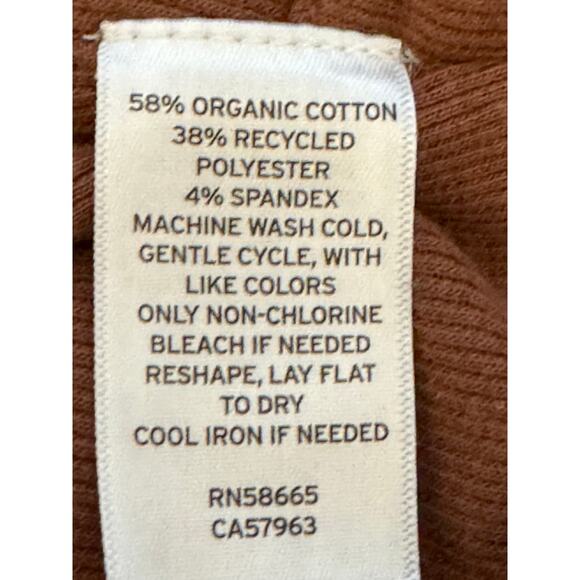 58% ORGANIC COTTON
38% RECYCLED
POLYESTER
4% SPANDEX
MACHINE WASH COLD,
GENTLE CYCLE, WITH
LIKE COLORS
ONLY NON-CHLORINE
BLEACH IF NEEDED
RESHAPE, LAY FLAT
TO DRY
COOL IRON IF NEEDED
RN58665
CA57963